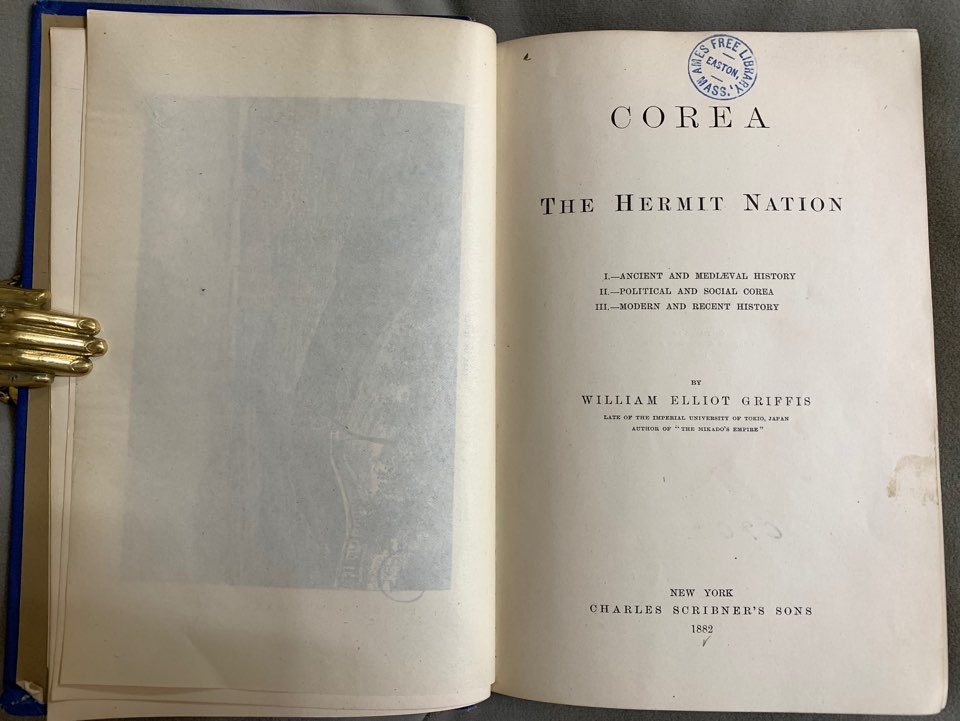 AMES FREE LIBRARY
EASTON,
MASS.
COREA
THE HERMIT NATION
I.—ANCIENT AND MEDIÆVAL HISTORY
II.—POLITICAL AND SOCIAL COREA
III.—MODERN AND RECENT HISTORY
BY
WILLIAM ELLIOT GRIFFIS
LATE OF THE IMPERIAL UNIVERSITY OF TOKIO, JAPAN
AUTHOR OF "THE MIKADO'S EMPIRE"
NEW YORK
CHARLES SCRIBNER'S SONS
1882